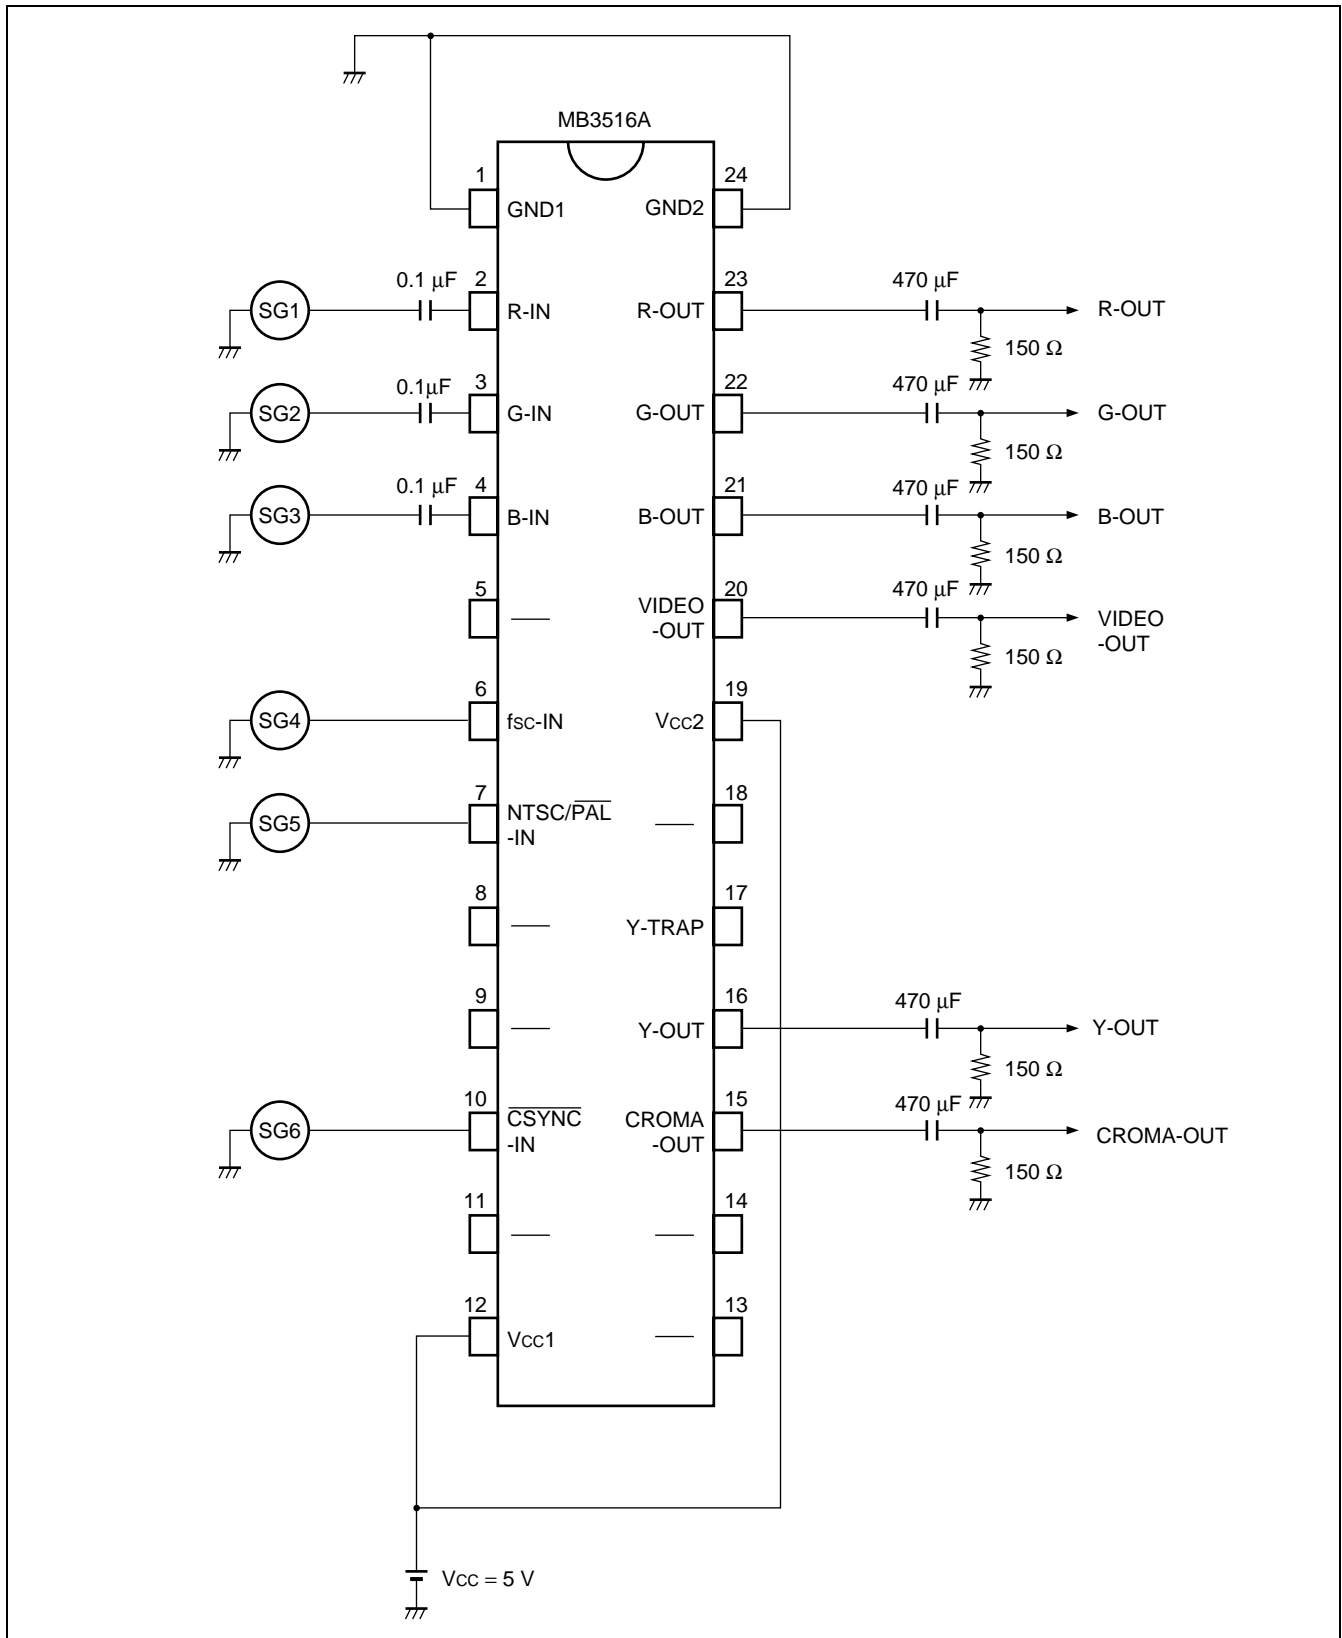 MB3516A
1
24
GND1
GND2
0.1 μF
2
23
470 μF
SG1
R-IN
R-OUT
R-OUT
150 Ω
0.1μF
3
22
470 μF
SG2
G-IN
G-OUT
G-OUT
150 Ω
0.1 μF
4
21
470 μF
SG3
B-IN
B-OUT
B-OUT
150 Ω
5
20
470 μF
—
VIDEO
-OUT
VIDEO
-OUT
150 Ω
6
19
SG4
fsc-IN
Vcc2
7
18
SG5
NTSC/P̅A̅L̅
-IN
—
8
17
—
Y-TRAP
9
16
470 μF
—
Y-OUT
Y-OUT
150 Ω
10
15
470 μF
SG6
C̅S̅Y̅N̅C̅
-IN
CROMA
-OUT
CROMA-OUT
150 Ω
11
14
—
—
12
13
Vcc1
—
Vcc = 5 V